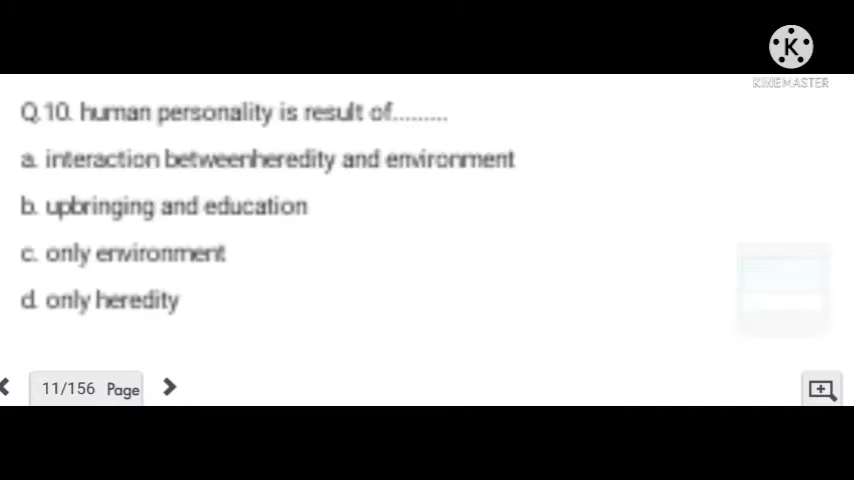 K
KINEMASTER
Q.10. human personality is result of.........
a. interaction betweenheredity and environment
b. upbringing and education
c. only environment
d. only heredity
11/156 Page